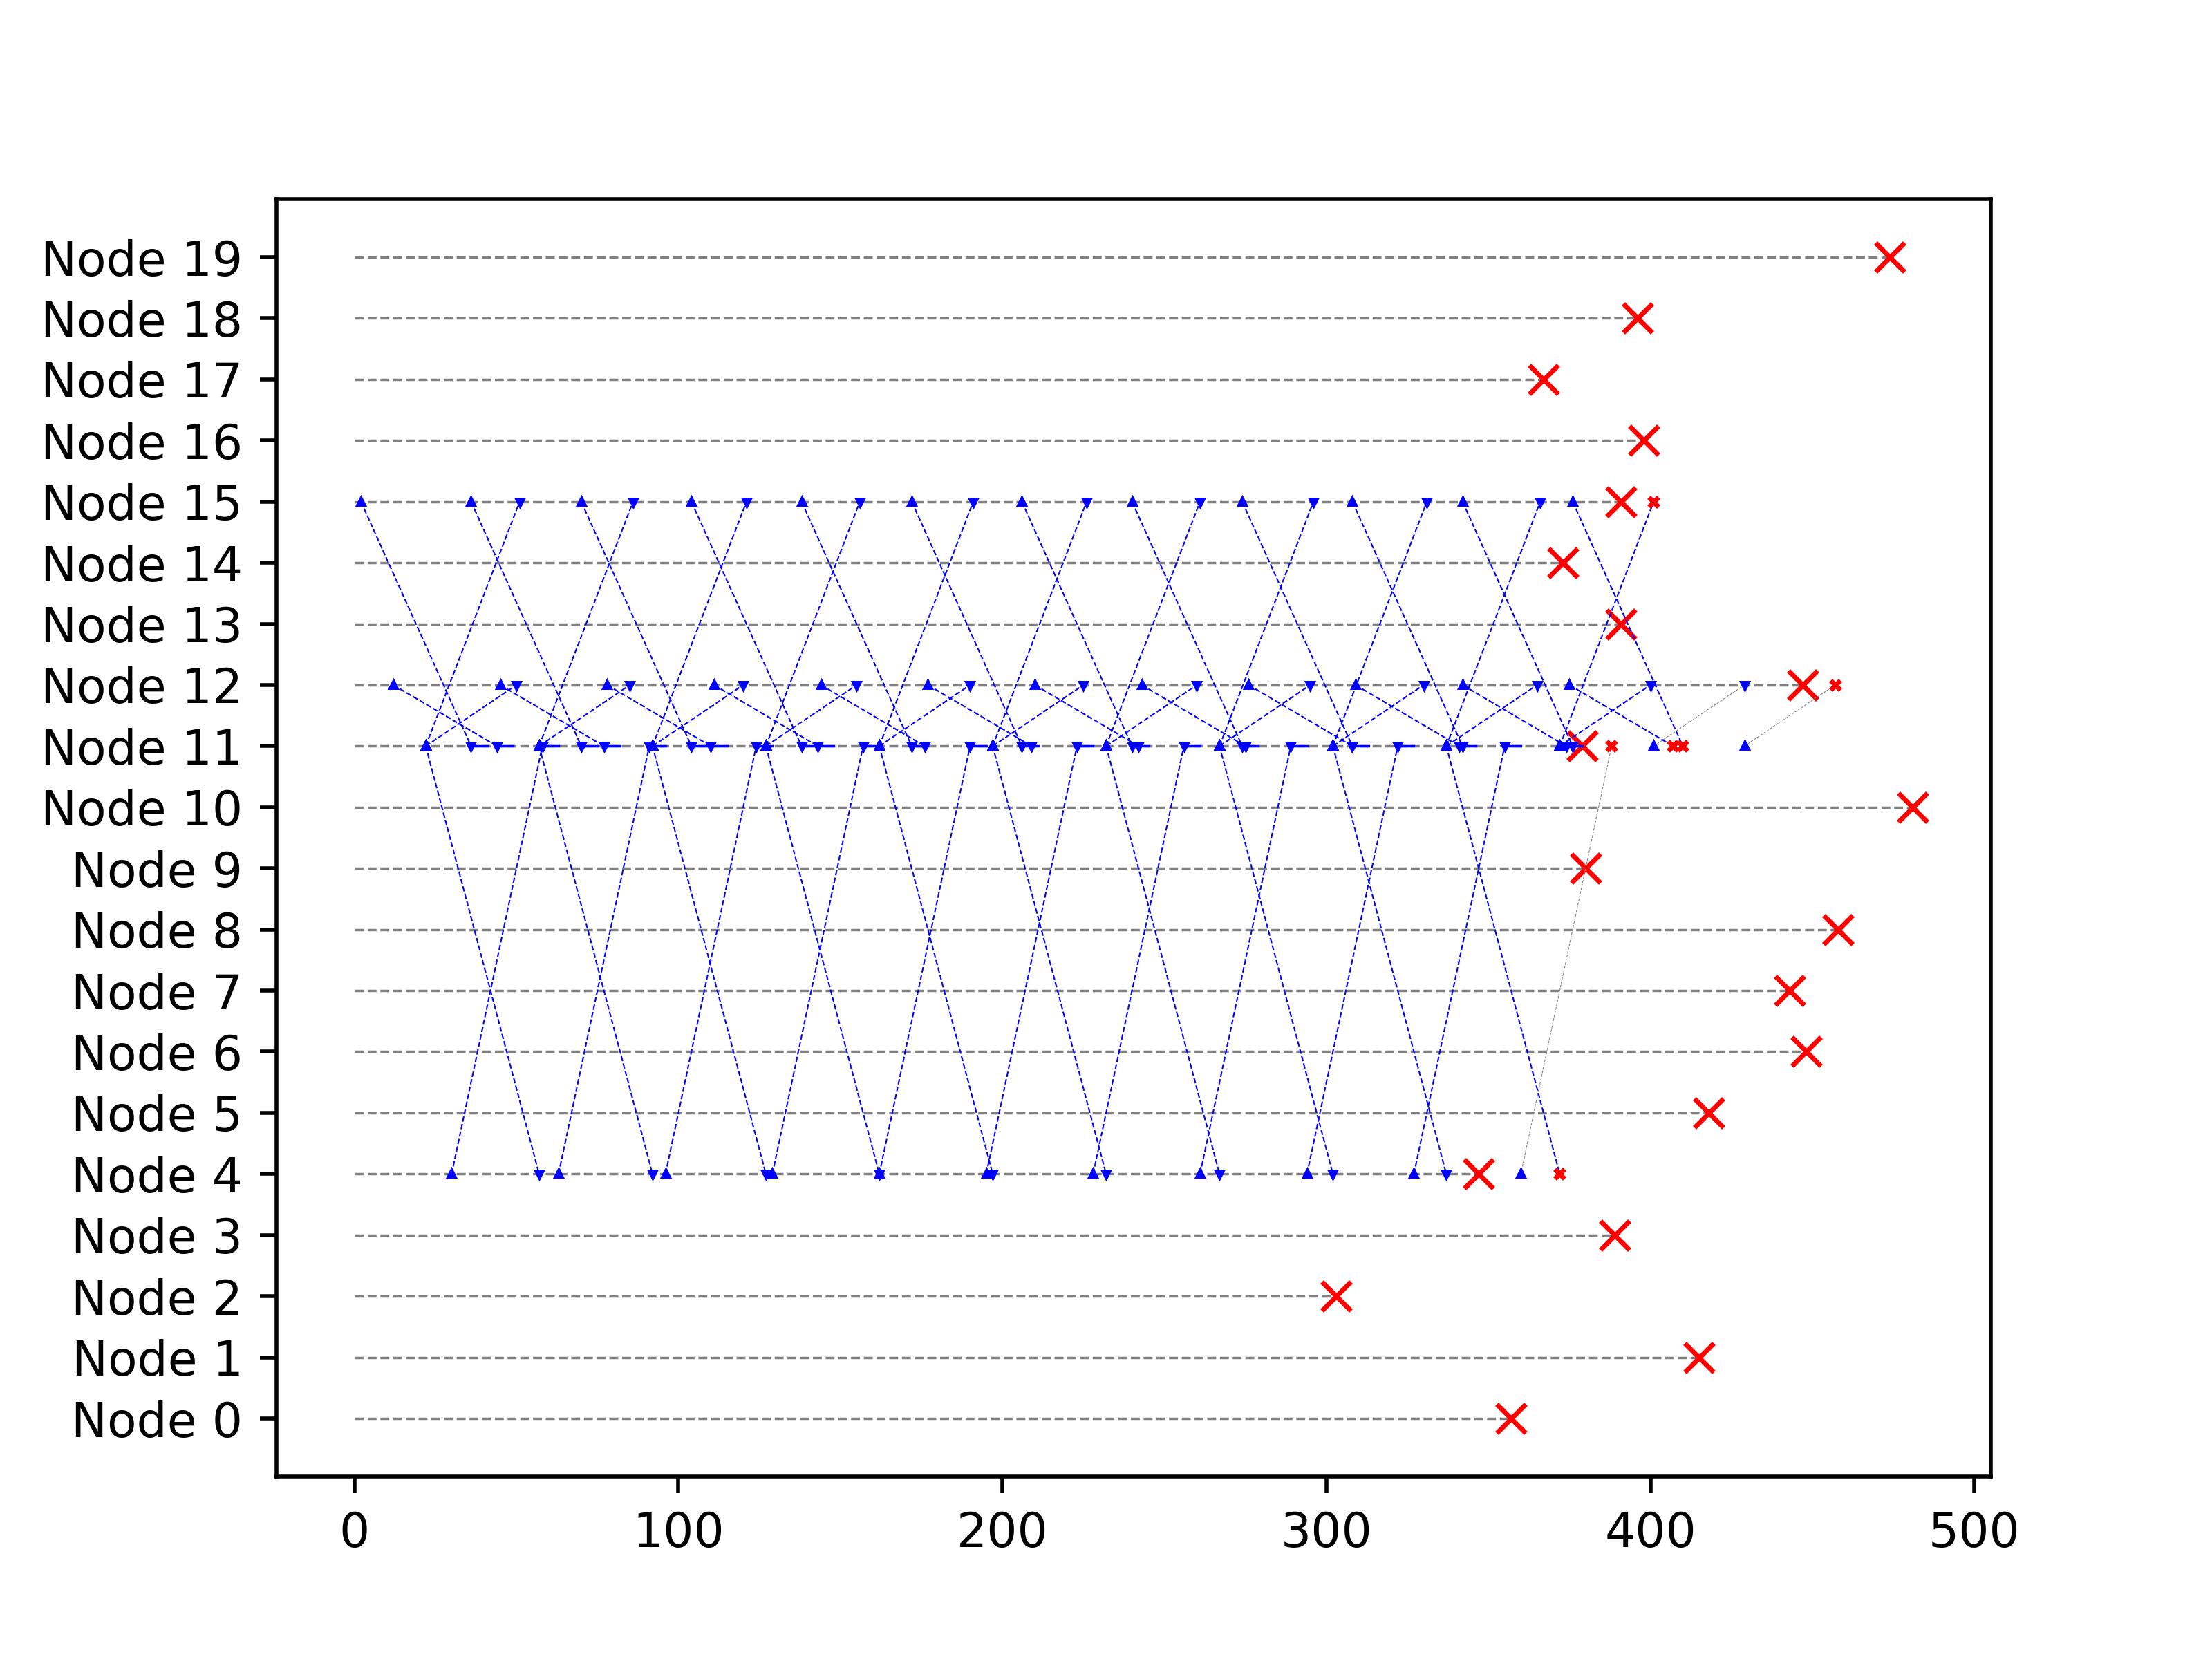 Node 19
Node 18
Node 17
Node 16
Node 15
Node 14
Node 13
Node 12
Node 11
Node 10
Node 9
Node 8
Node 7
Node 6
Node 5
Node 4
Node 3
Node 2
Node 1
Node 0
0 100 200 300 400 500